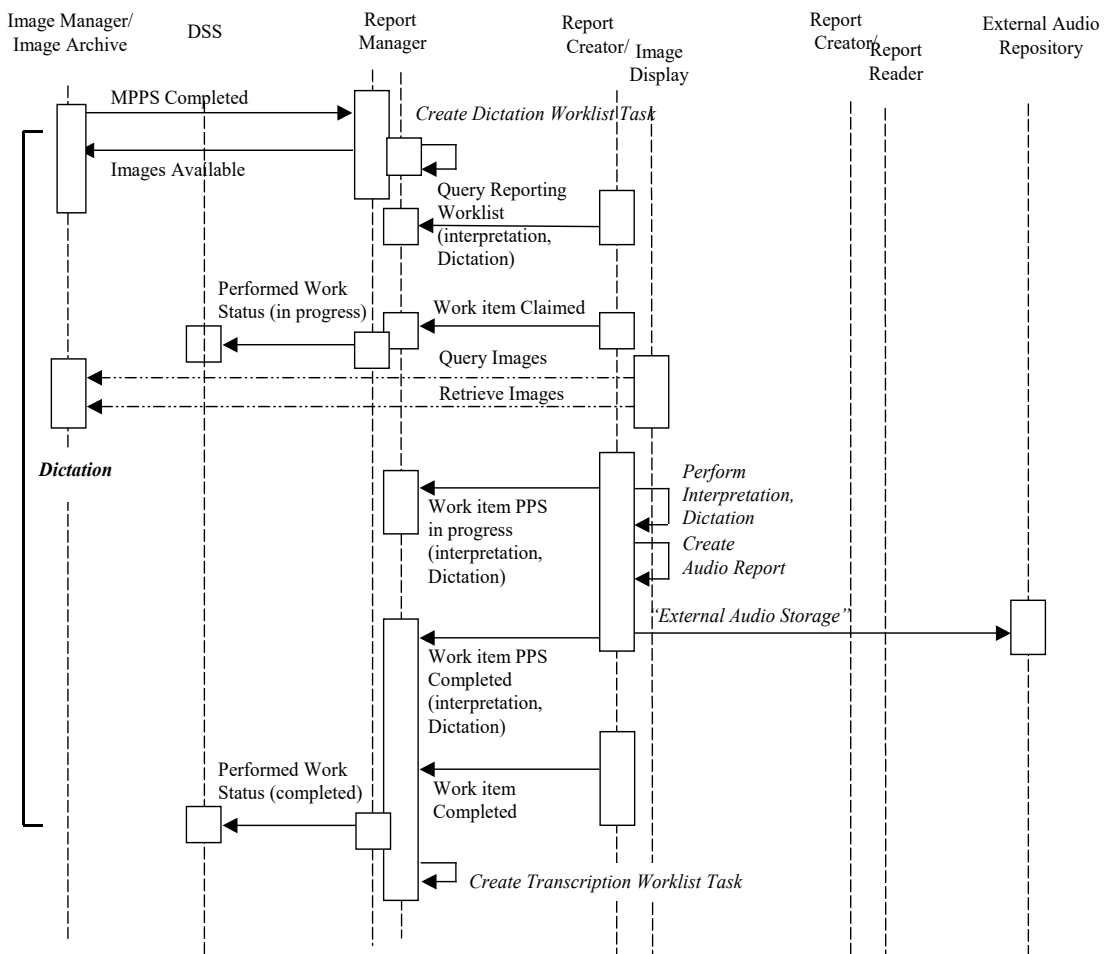 Image Manager/
Image Archive
DSS
Report
Manager
Report
Creator/
Image
Display
Report
Creator/
Report
Reader
External Audio
Repository
MPPS Completed
Create Dictation Worklist Task
Images Available
Query Reporting
Worklist
(interpretation,
Dictation)
Performed Work
Status (in progress)
Work item Claimed
Query Images
Retrieve Images
Dictation
Perform
Interpretation,
Dictation
Work item PPS
in progress
(interpretation,
Dictation)
Create
Audio Report
"External Audio Storage"
Work item PPS
Completed
(interpretation,
Dictation)
Performed Work
Status (completed)
Work item
Completed
Create Transcription Worklist Task